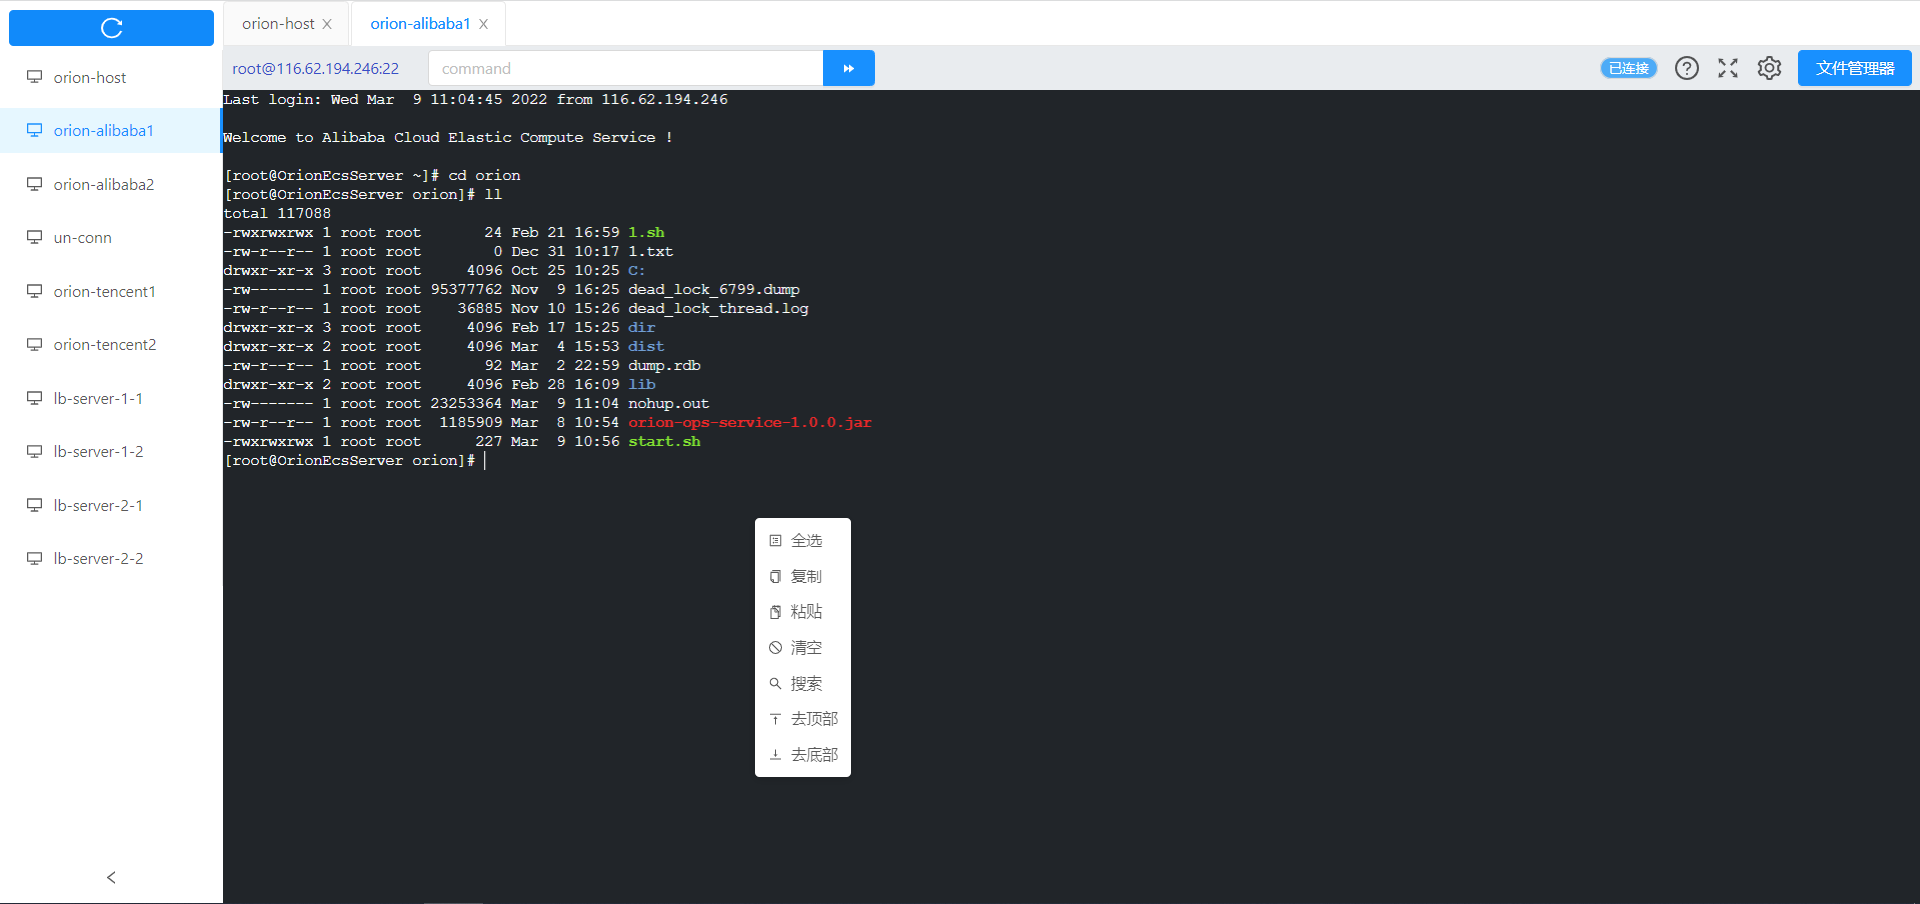 orion-host
orion-alibaba1
orion-alibaba2
un-conn
orion-tencent1
orion-tencent2
lb-server-1-1
lb-server-1-2
lb-server-2-1
lb-server-2-2
orion-host
orion-alibaba1
root@116.62.194.246:22
command
已连接
文件管理器
Last login: Wed Mar  9 11:04:45 2022 from 116.62.194.246
Welcome to Alibaba Cloud Elastic Compute Service !
[root@OrionEcsServer ~]# cd orion
[root@OrionEcsServer orion]# ll
total 117088
-rwxrwxrwx 1 root root       24 Feb 21 16:59 1.sh
-rw-r--r-- 1 root root        0 Dec 31 10:17 1.txt
drwxr-xr-x 3 root root     4096 Oct 25 10:25 C:
-rw------- 1 root root 95377762 Nov  9 16:25 dead_lock_6799.dump
-rw-r--r-- 1 root root    36885 Nov 10 15:26 dead_lock_thread.log
drwxr-xr-x 3 root root     4096 Feb 17 15:25 dir
drwxr-xr-x 2 root root     4096 Mar  4 15:53 dist
-rw-r--r-- 1 root root       92 Mar  2 22:59 dump.rdb
drwxr-xr-x 2 root root     4096 Feb 28 16:09 lib
-rw------- 1 root root 23253364 Mar  9 11:04 nohup.out
-rw-r--r-- 1 root root  1185909 Mar  8 10:54 orion-ops-service-1.0.0.jar
-rwxrwxrwx 1 root root      227 Mar  9 10:56 start.sh
[root@OrionEcsServer orion]#
全选
复制
粘贴
清空
搜索
去顶部
去底部